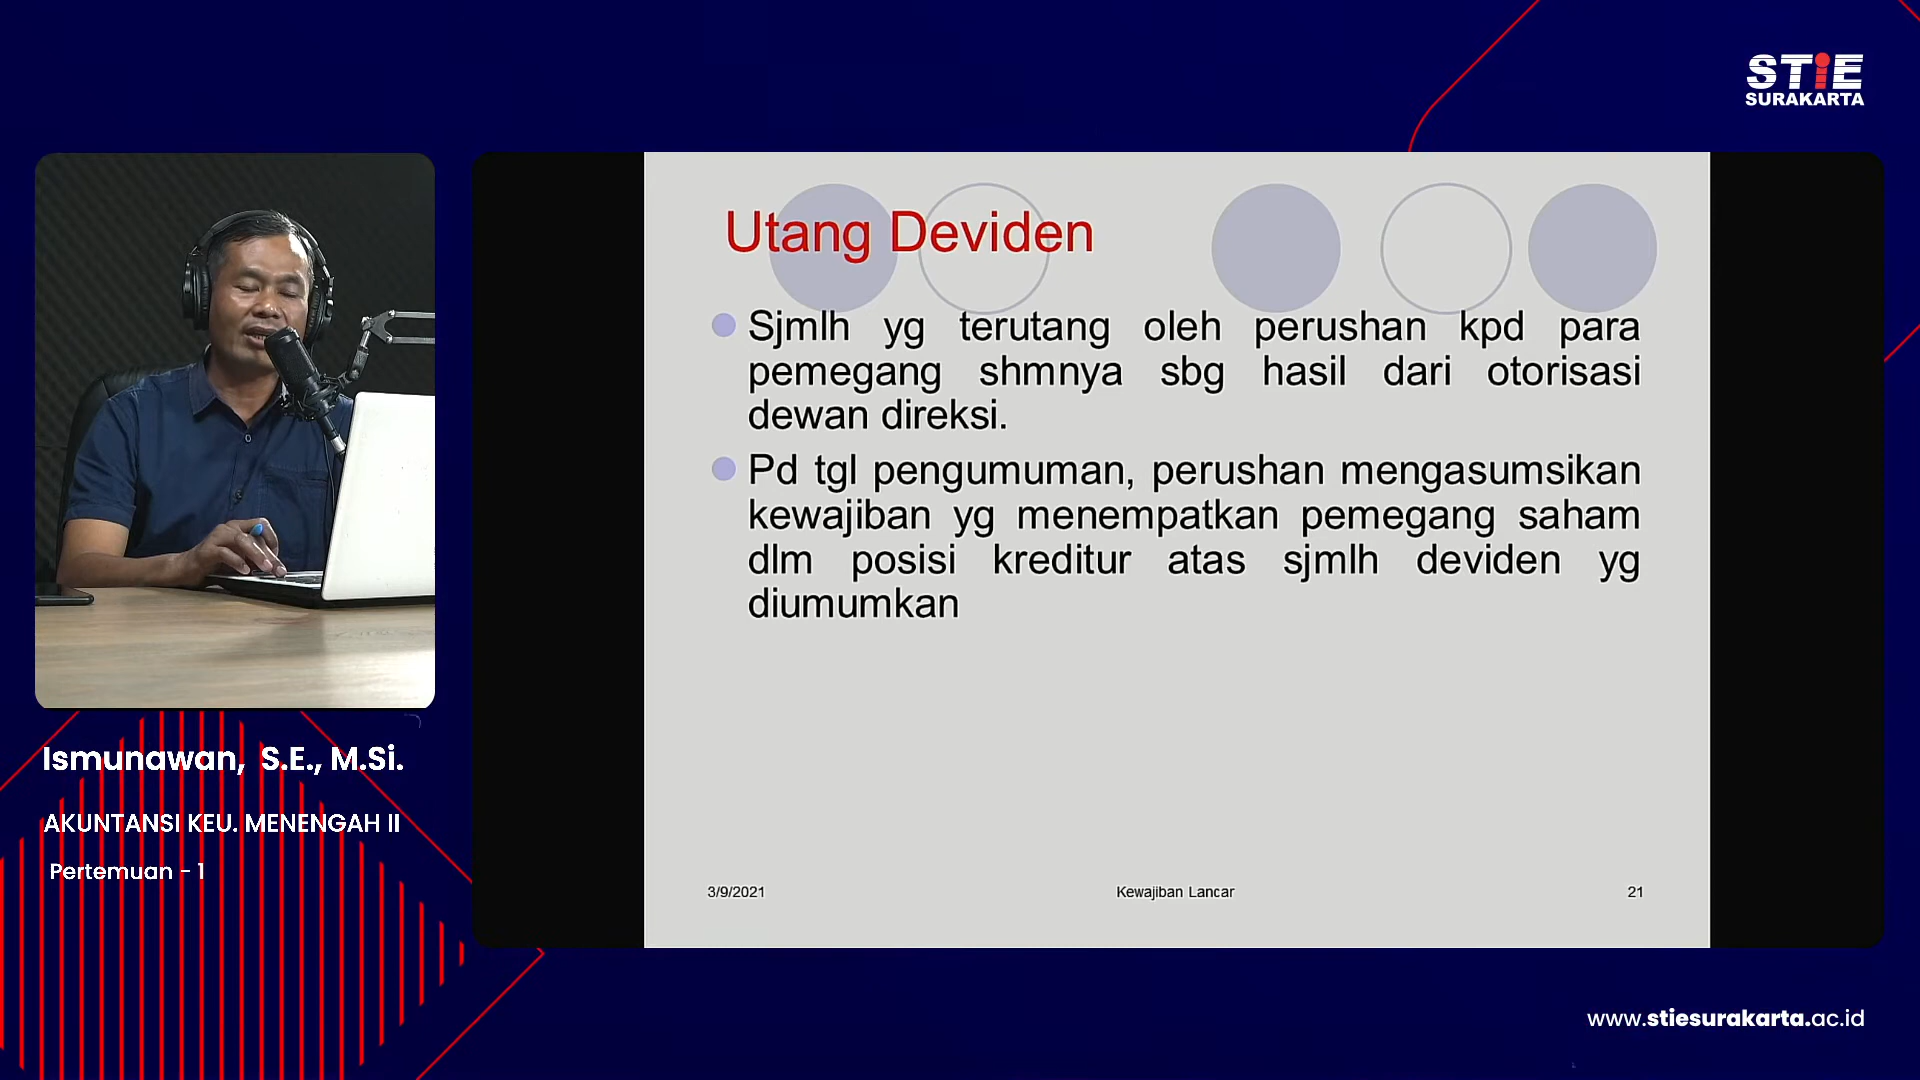 STiE
SURAKARTA
Utang Deviden
Sjmlh yg terutang oleh perushan kpd para
pemegang shmnya sbg hasil dari otorisasi
dewan direksi.
Pd tgl pengumuman, perushan mengasumsikan
kewajiban yg menempatkan pemegang saham
dlm posisi kreditur atas sjmlh deviden yg
diumumkan
3/9/2021
Kewajiban Lancar
21
Ismunawan, S.E., M.Si.
AKUNTANSI KEU. MENENGAH II
Pertemuan - 1
www.stiesurakarta.ac.id